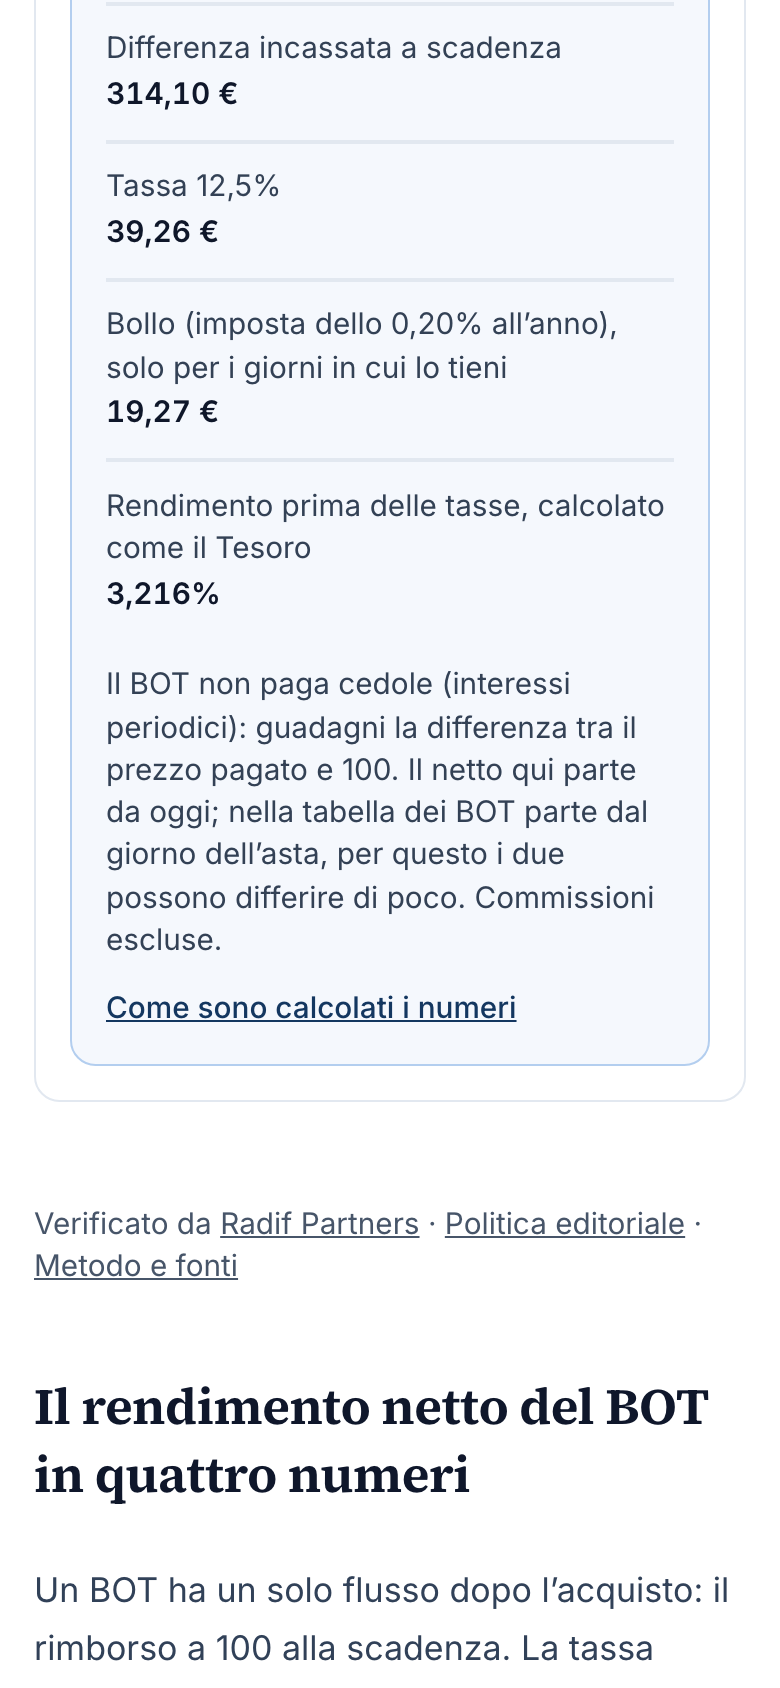 Differenza incassata a scadenza
314,10 €
Tassa 12,5%
39,26 €
Bollo (imposta dello 0,20% all’anno),
solo per i giorni in cui lo tieni
19,27 €
Rendimento prima delle tasse, calcolato
come il Tesoro
3,216%
Il BOT non paga cedole (interessi
periodici): guadagni la differenza tra il
prezzo pagato e 100. Il netto qui parte
da oggi; nella tabella dei BOT parte dal
giorno dell’asta, per questo i due
possono differire di poco. Commissioni
escluse.
Come sono calcolati i numeri
Verificato da Radif Partners · Politica editoriale ·
Metodo e fonti
Il rendimento netto del BOT
in quattro numeri
Un BOT ha un solo flusso dopo l’acquisto: il
rimborso a 100 alla scadenza. La tassa